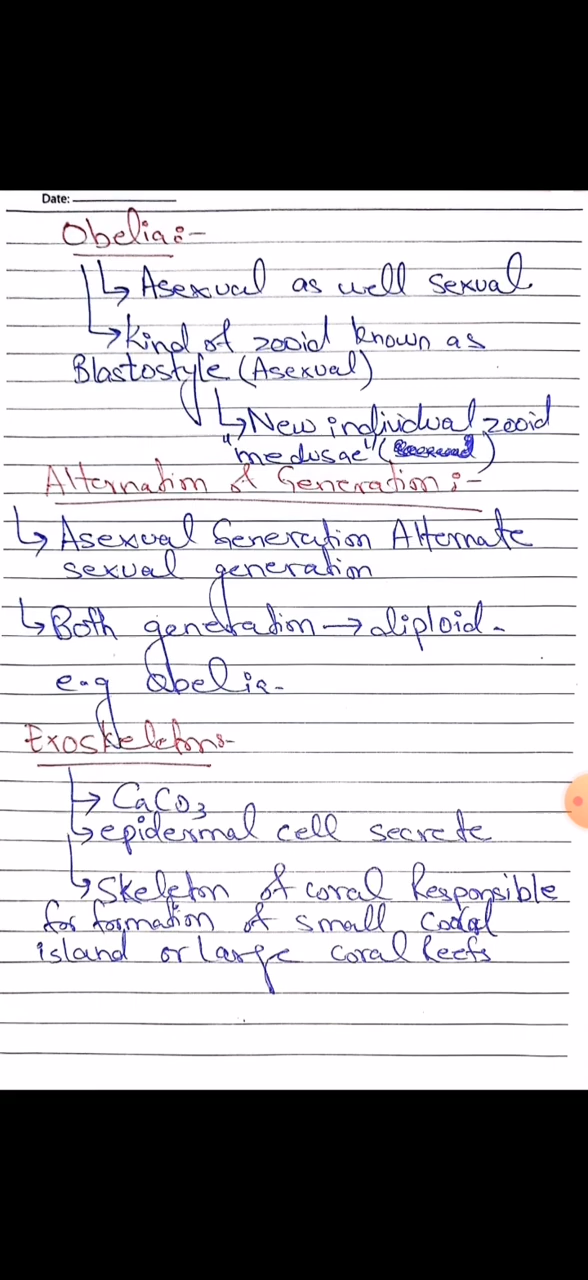 Date:
Obelia:-
↳ Asexual as well sexual
↳ Kind of zooid known as
Blastostyle (Asexual)
↳ New individual zooid
"medusae" (
Alternation of Generation:-
↳ Asexual Generation Alternate
sexual generation
↳ Both generation → diploid.
e.g Obelia-
Exoskeleton:-
→ CaCO3
↳ epidermal cell secrete
↳ Skeleton of coral Responsible
for formation of small coral
island or large coral Reefs